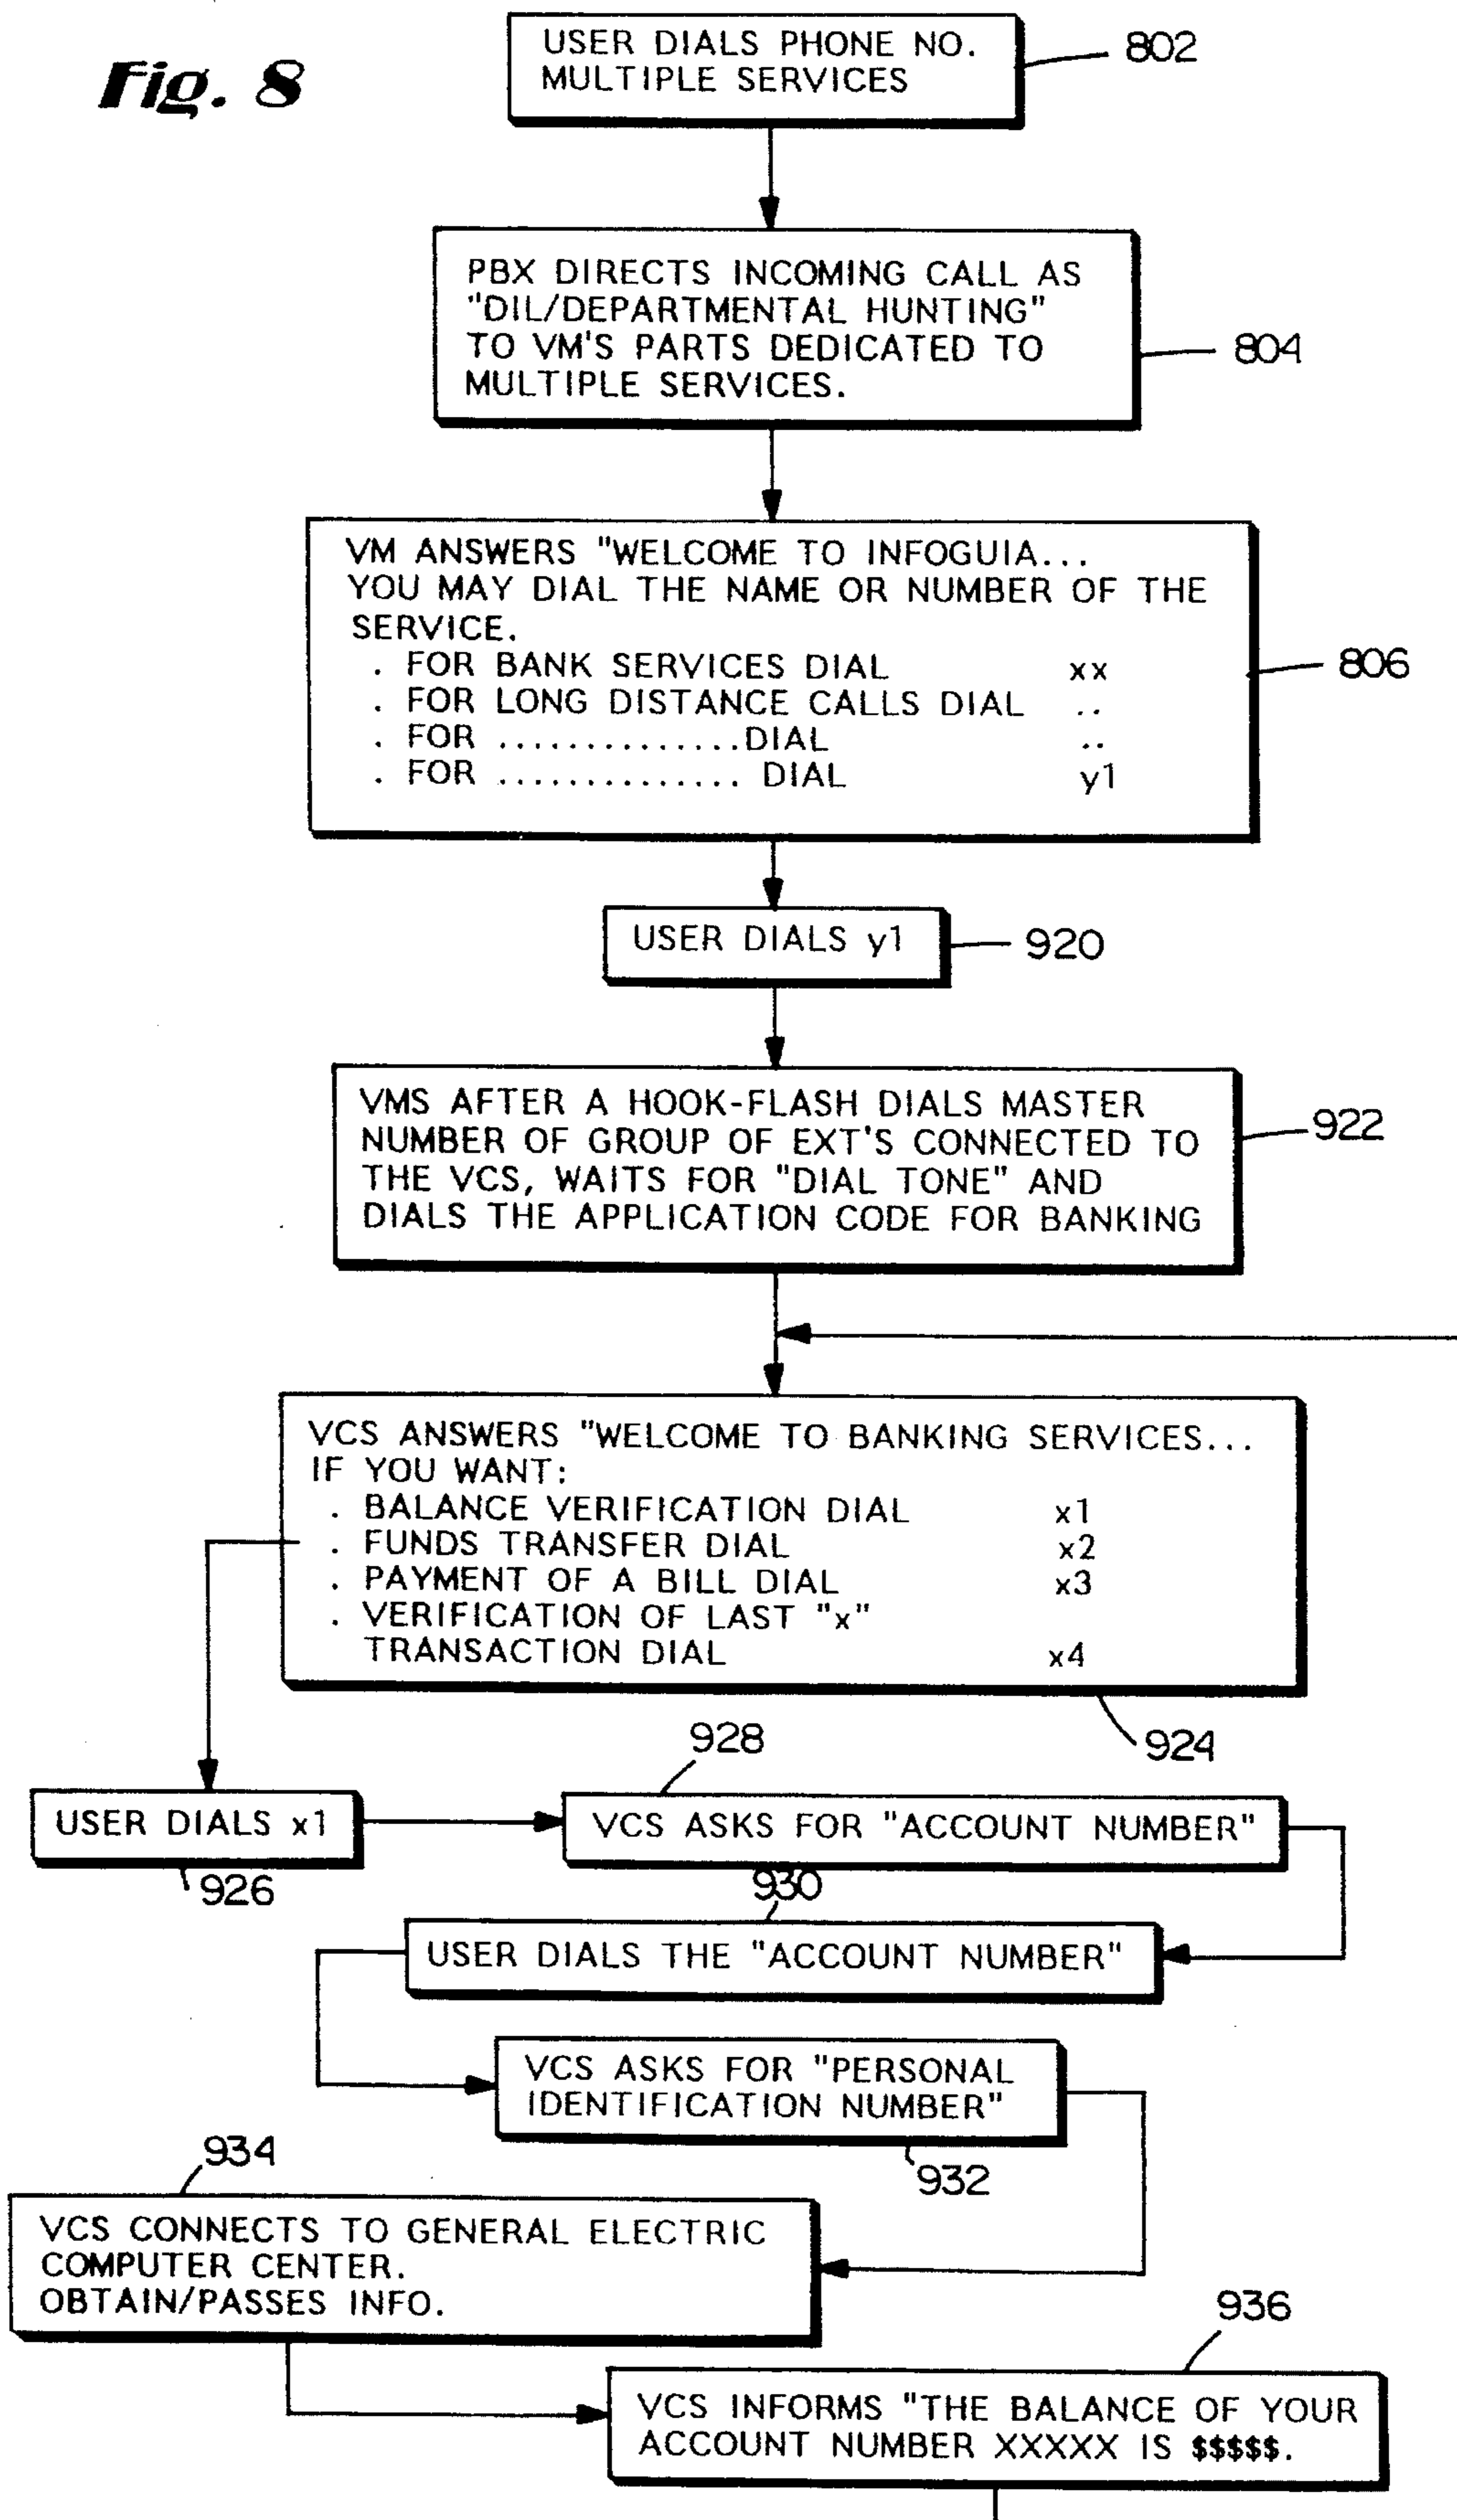 Fig. 8
USER DIALS PHONE NO.
MULTIPLE SERVICES
802
PBX DIRECTS INCOMING CALL AS
"DIL/DEPARTMENTAL HUNTING"
TO VM'S PARTS DEDICATED TO
MULTIPLE SERVICES.
804
VM ANSWERS "WELCOME TO INFOGUIA...
YOU MAY DIAL THE NAME OR NUMBER OF THE
SERVICE.
. FOR BANK SERVICES DIAL xx
. FOR LONG DISTANCE CALLS DIAL ..
. FOR ..............DIAL ..
. FOR .............. DIAL y1
806
USER DIALS y1
920
VMS AFTER A HOOK-FLASH DIALS MASTER
NUMBER OF GROUP OF EXT'S CONNECTED TO
THE VCS, WAITS FOR "DIAL TONE" AND
DIALS THE APPLICATION CODE FOR BANKING
922
VCS ANSWERS "WELCOME TO BANKING SERVICES...
IF YOU WANT:
. BALANCE VERIFICATION DIAL x1
. FUNDS TRANSFER DIAL x2
. PAYMENT OF A BILL DIAL x3
. VERIFICATION OF LAST "x"
TRANSACTION DIAL x4
924
USER DIALS x1
926
928
VCS ASKS FOR "ACCOUNT NUMBER"
930
USER DIALS THE "ACCOUNT NUMBER"
VCS ASKS FOR "PERSONAL
IDENTIFICATION NUMBER"
932
934
VCS CONNECTS TO GENERAL ELECTRIC
COMPUTER CENTER.
OBTAIN/PASSES INFO.
936
VCS INFORMS "THE BALANCE OF YOUR
ACCOUNT NUMBER XXXXX IS $$$$$.